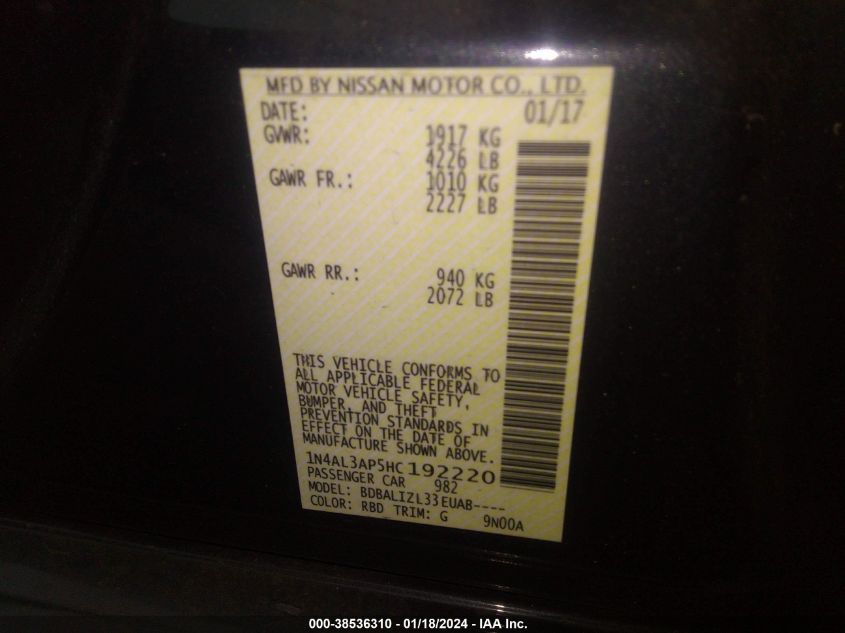 MFD BY NISSAN MOTOR CO., LTD.
DATE: 01/17
GVWR: 1917 KG
4226 LB
GAWR FR.: 1010 KG
2227 LB
GAWR RR.: 940 KG
2072 LB
THIS VEHICLE CONFORMS TO
ALL APPLICABLE FEDERAL
MOTOR VEHICLE SAFETY,
BUMPER, AND THEFT
PREVENTION STANDARDS IN
EFFECT ON THE DATE OF
MANUFACTURE SHOWN ABOVE.
1N4AL3AP5HC192220
PASSENGER CAR 982
MODEL: BDBALIZL33EUAB----
COLOR: RBD TRIM: G 9N00A
000-38536310 - 01/18/2024 - IAA Inc.